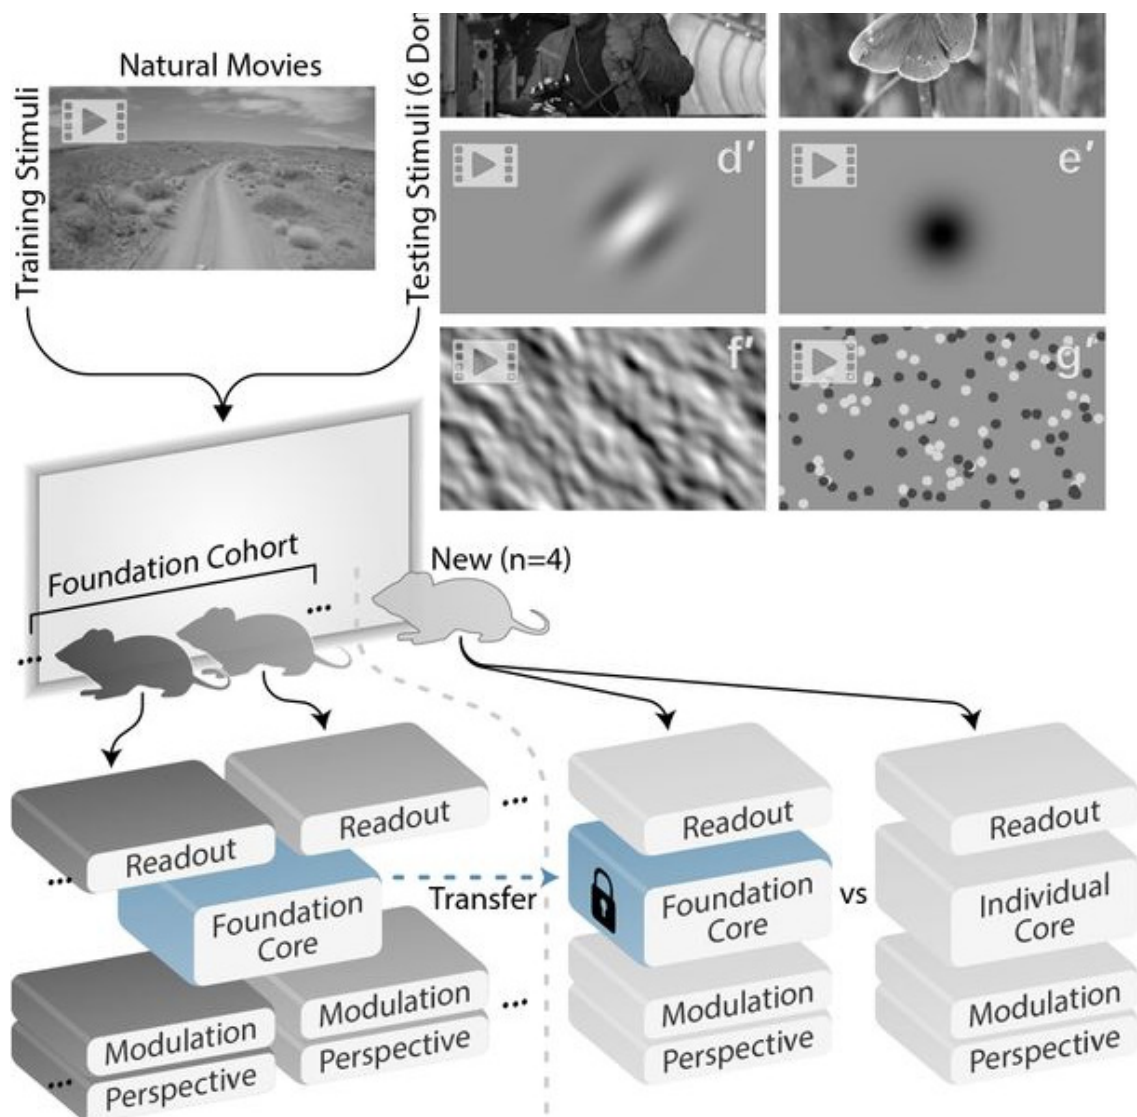 Natural Movies
Training Stimuli
Testing Stimuli (6 Dor
d′
e′
f′
g′
Foundation Cohort
...
...
New (n=4)
Readout
Readout
...
...
Foundation
Core
Transfer
Modulation
Perspective
Modulation
Perspective
...
...
Readout
Foundation
Core
Modulation
Perspective
vs
Readout
Individual
Core
Modulation
Perspective